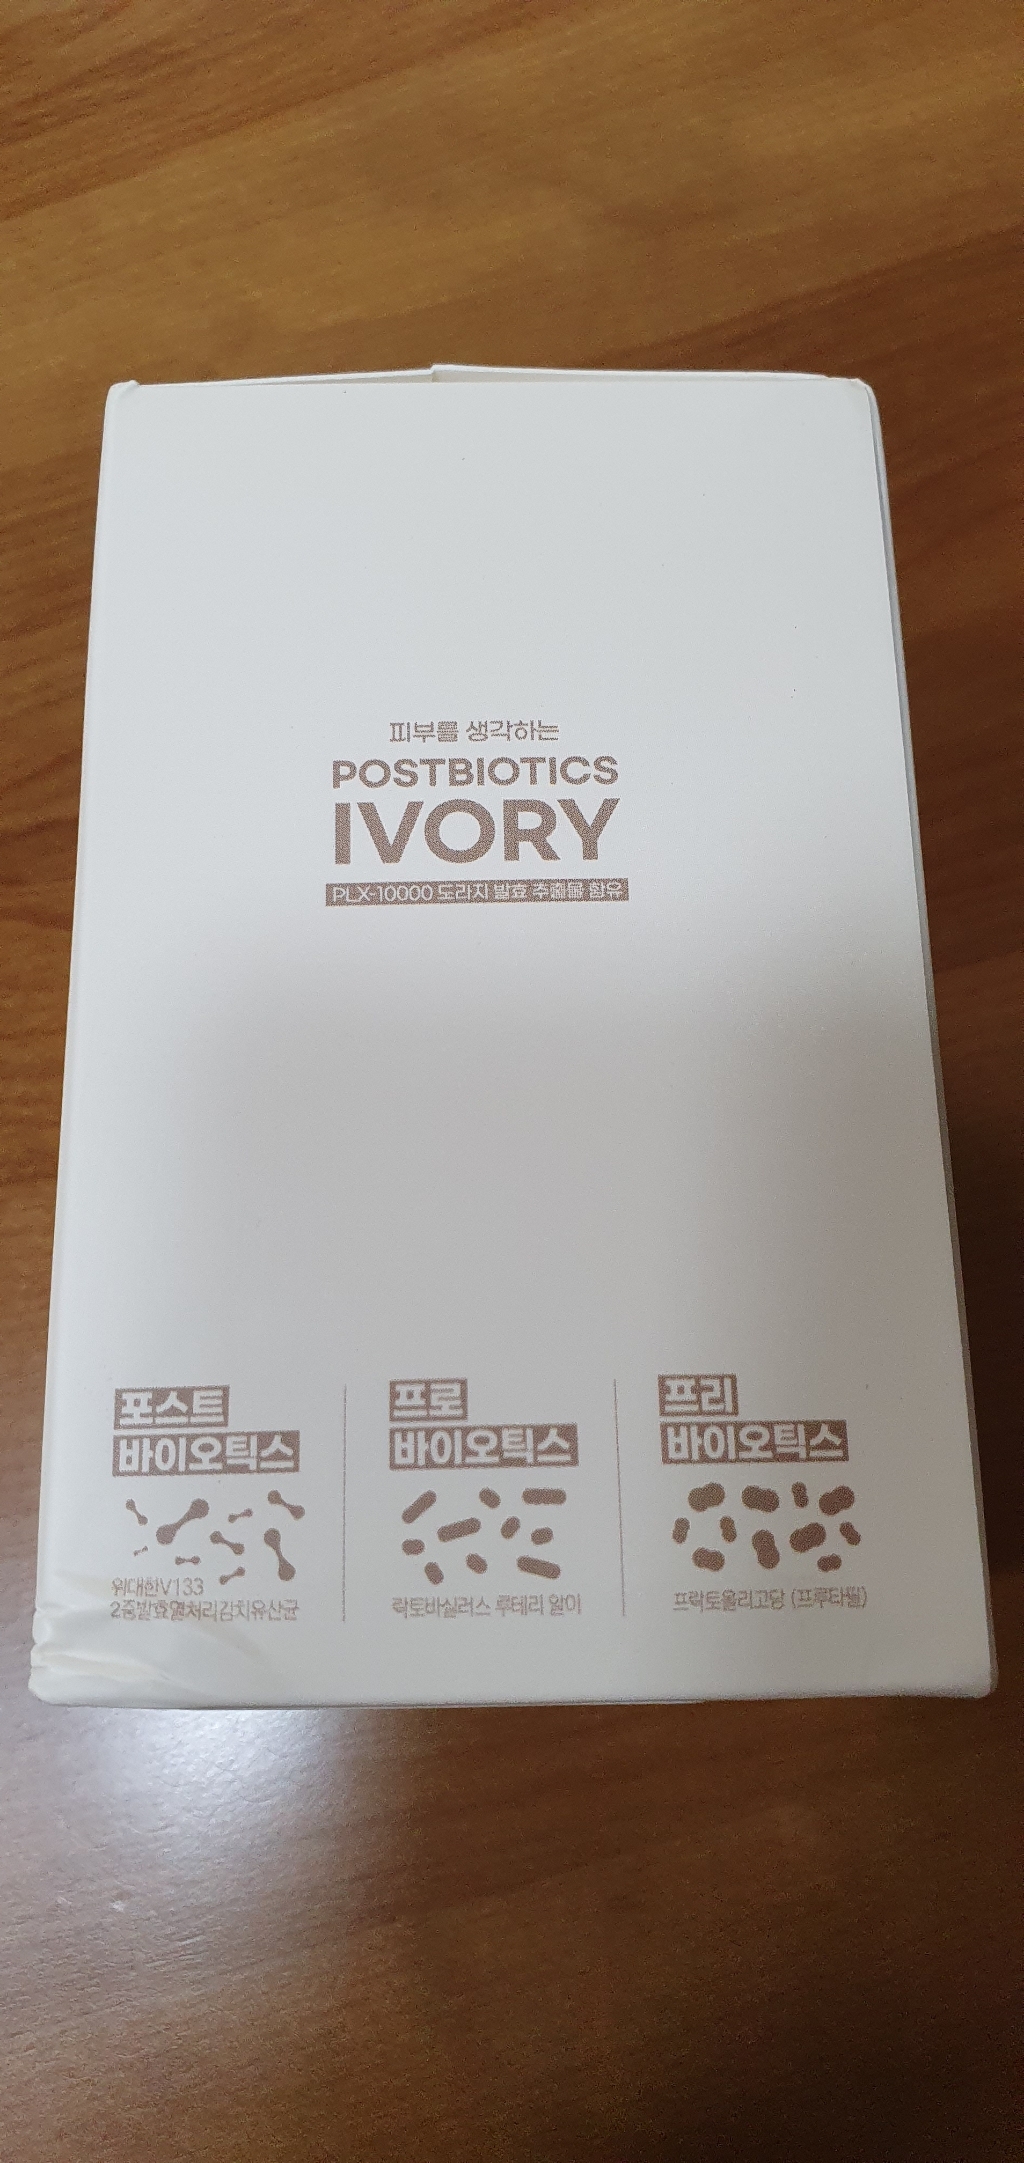 피부를 생각하는
POSTBIOTICS
IVORY
PLX-10000 도라지 발효 추출물 함유
포스트
바이오틱스
위대한V133
2중발효열처리김치유산균
프로
바이오틱스
락토바실러스 루테리 알이
프리
바이오틱스
프락토올리고당 (프루타웰)